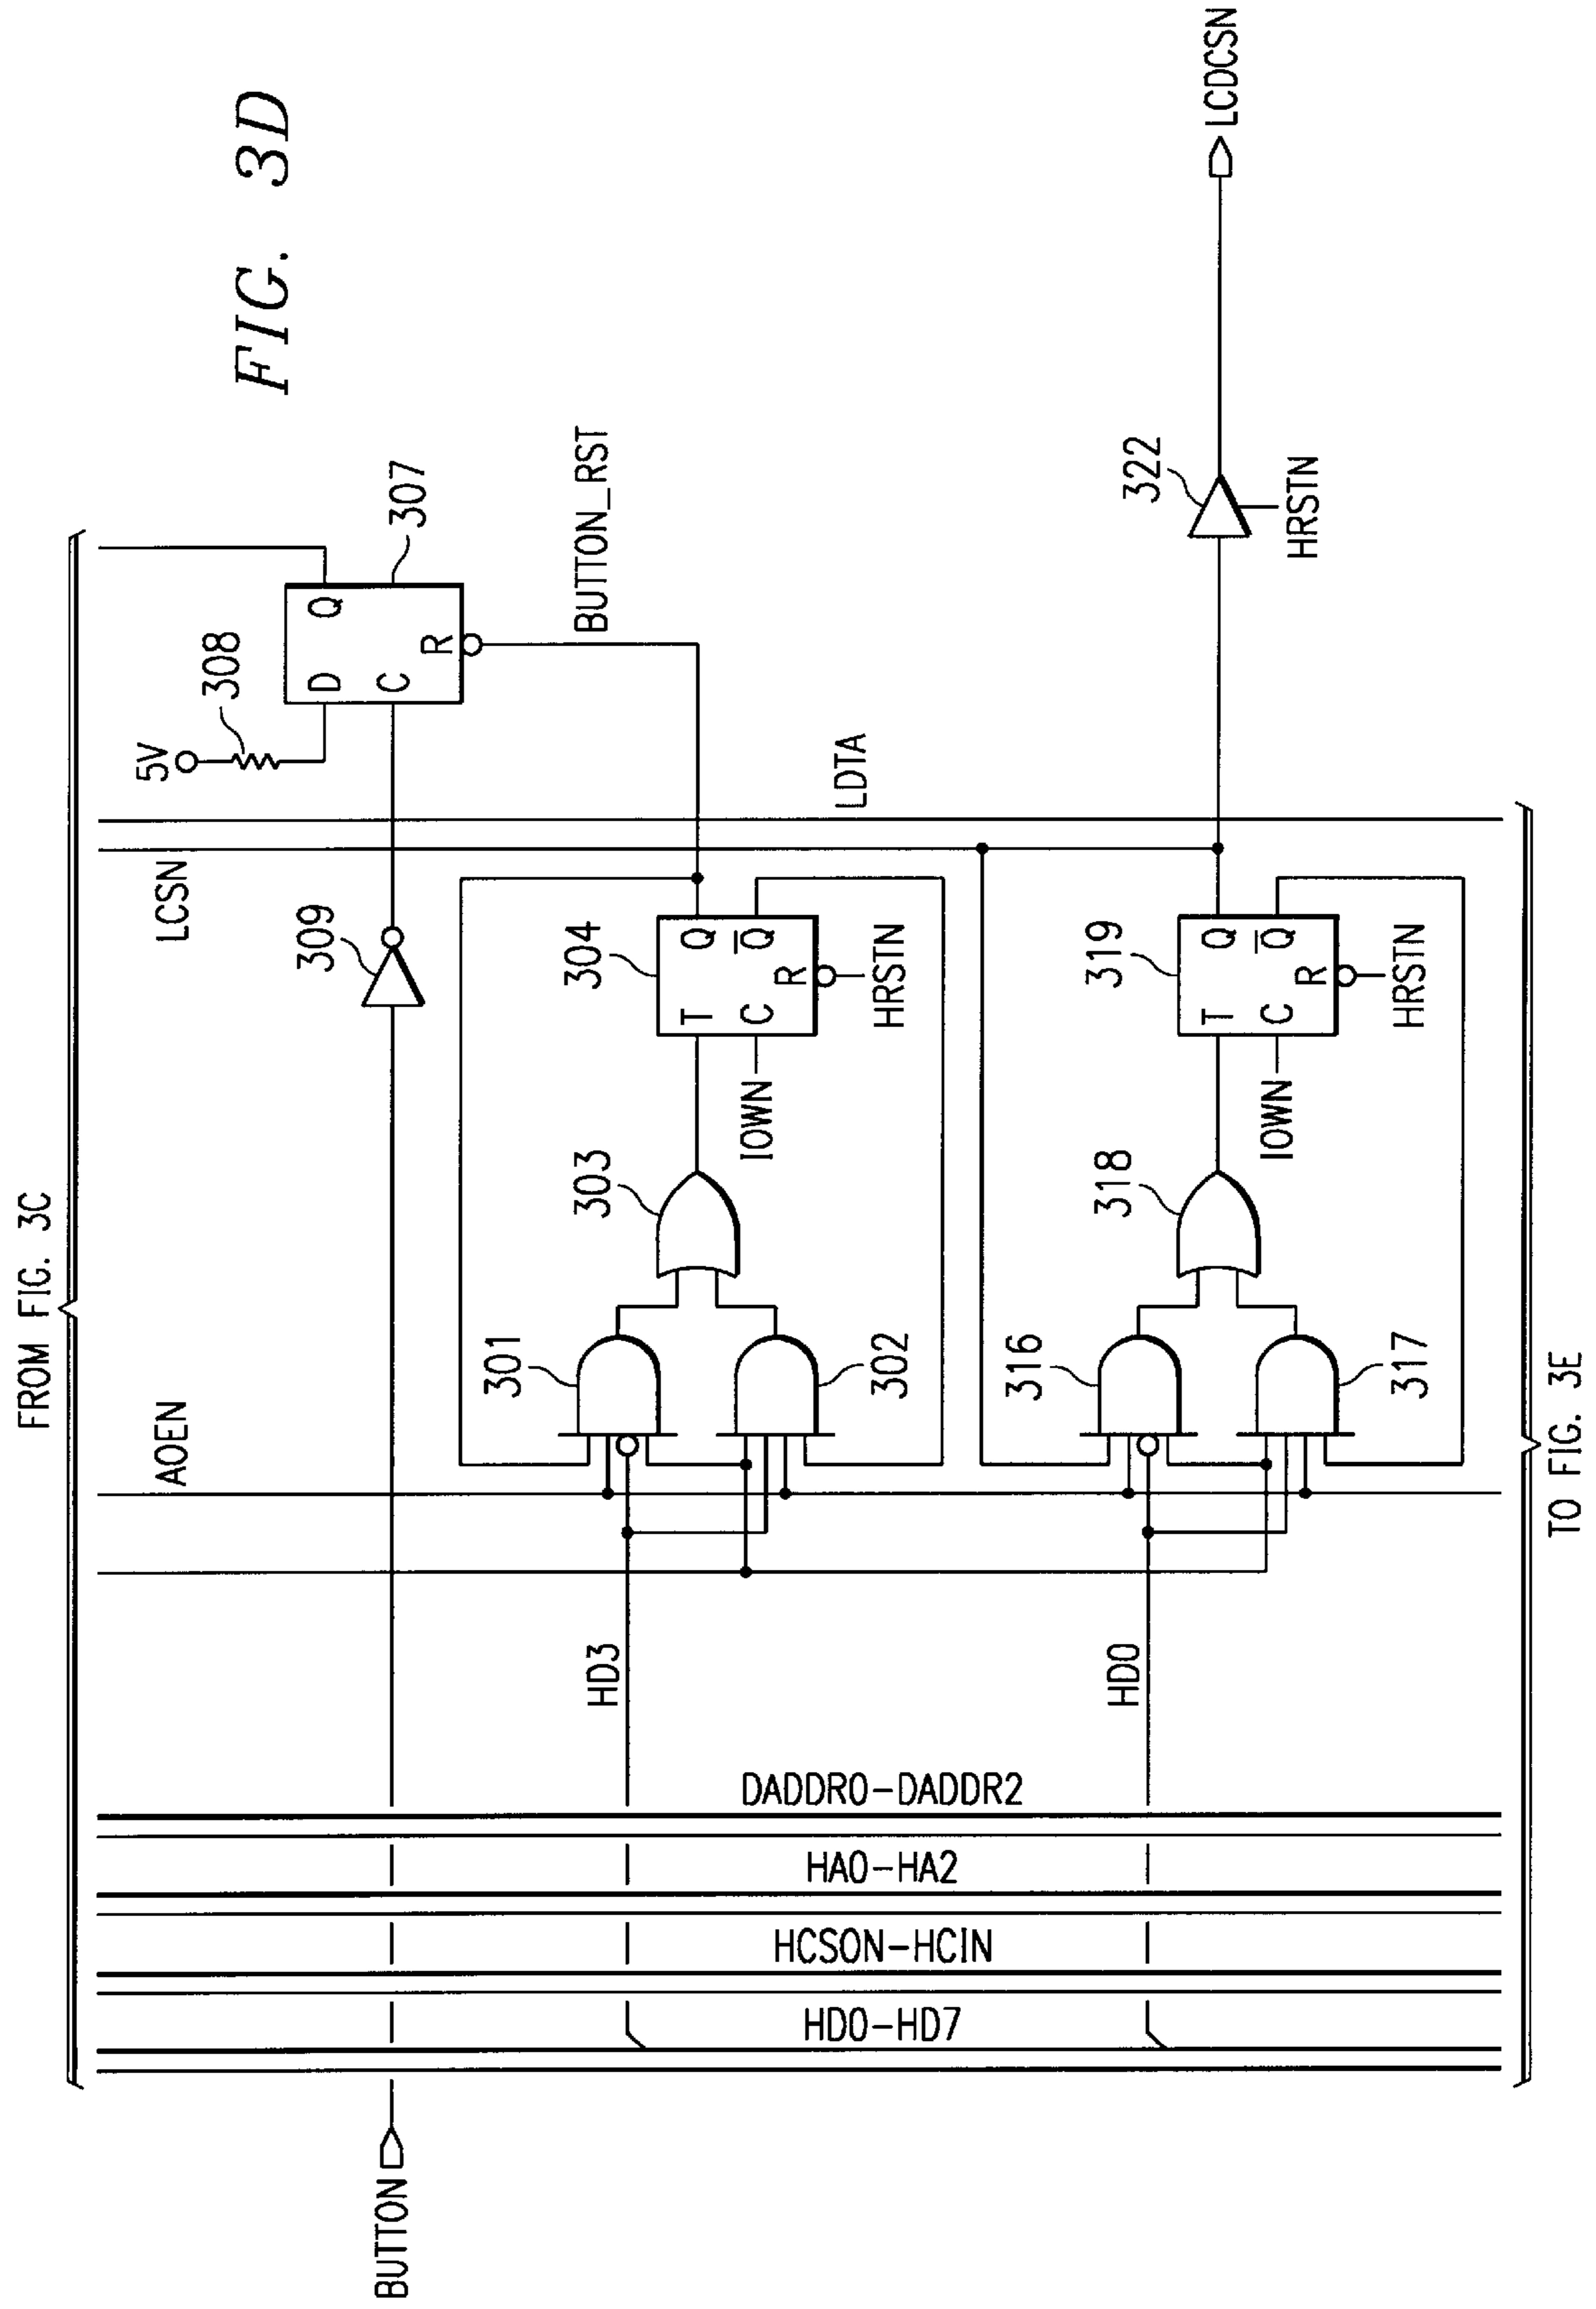 FROM FIG. 3C
FIG. 3D
5V
308
D
Q
C
R
307
BUTTON_RST
LCSN
309
LDTA
AOEN
301
302
303
304
T
Q
Q
C
R
IOWN
HRSTN
HD3
316
317
318
319
T
Q
Q
C
R
IOWN
HRSTN
HD0
322
HRSTN
LCDCSN
DADDR0-DADDR2
HA0-HA2
HCSON-HCIN
HD0-HD7
BUTTON
TO FIG. 3E